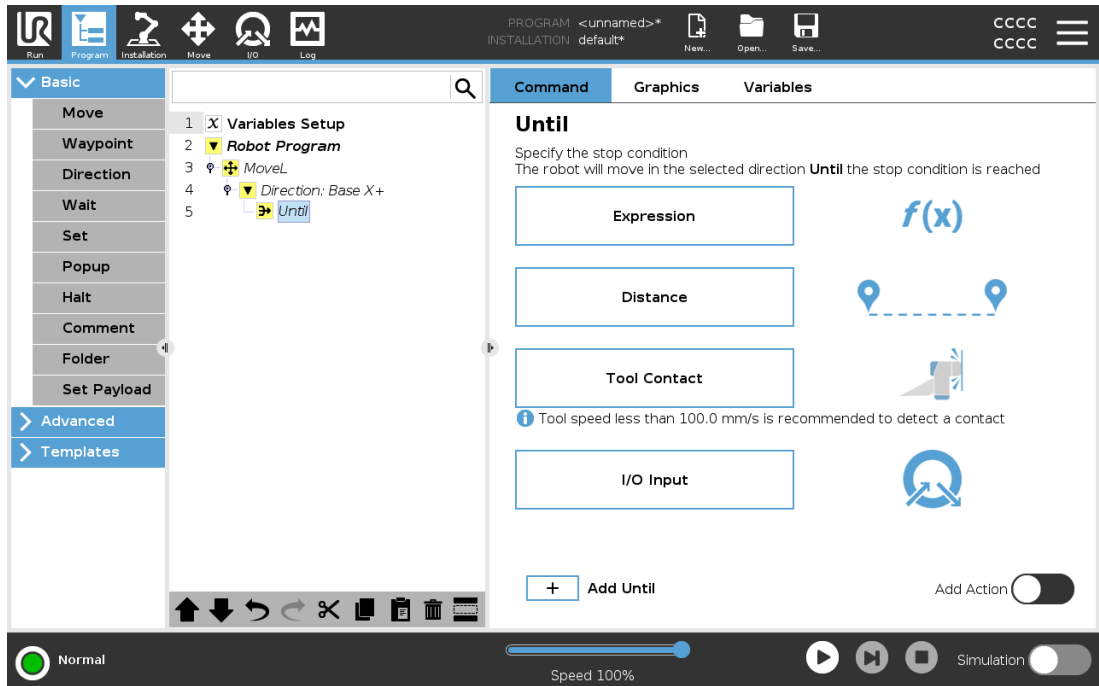 PROGRAM <unnamed>*
INSTALLATION default*
Run
Program
Installation
Move
I/O
Log
New...
Open...
Save...
CCCC
CCCC
Basic
Move
Waypoint
Direction
Wait
Set
Popup
Halt
Comment
Folder
Set Payload
Advanced
Templates
1 X Variables Setup
2 Robot Program
3 MoveL
4 Direction: Base X+
5 Until
Command Graphics Variables
Until
Specify the stop condition
The robot will move in the selected direction Until the stop condition is reached
Expression
f(x)
Distance
Tool Contact
Tool speed less than 100.0 mm/s is recommended to detect a contact
I/O Input
+ Add Until
Add Action
Normal
Speed 100%
Simulation